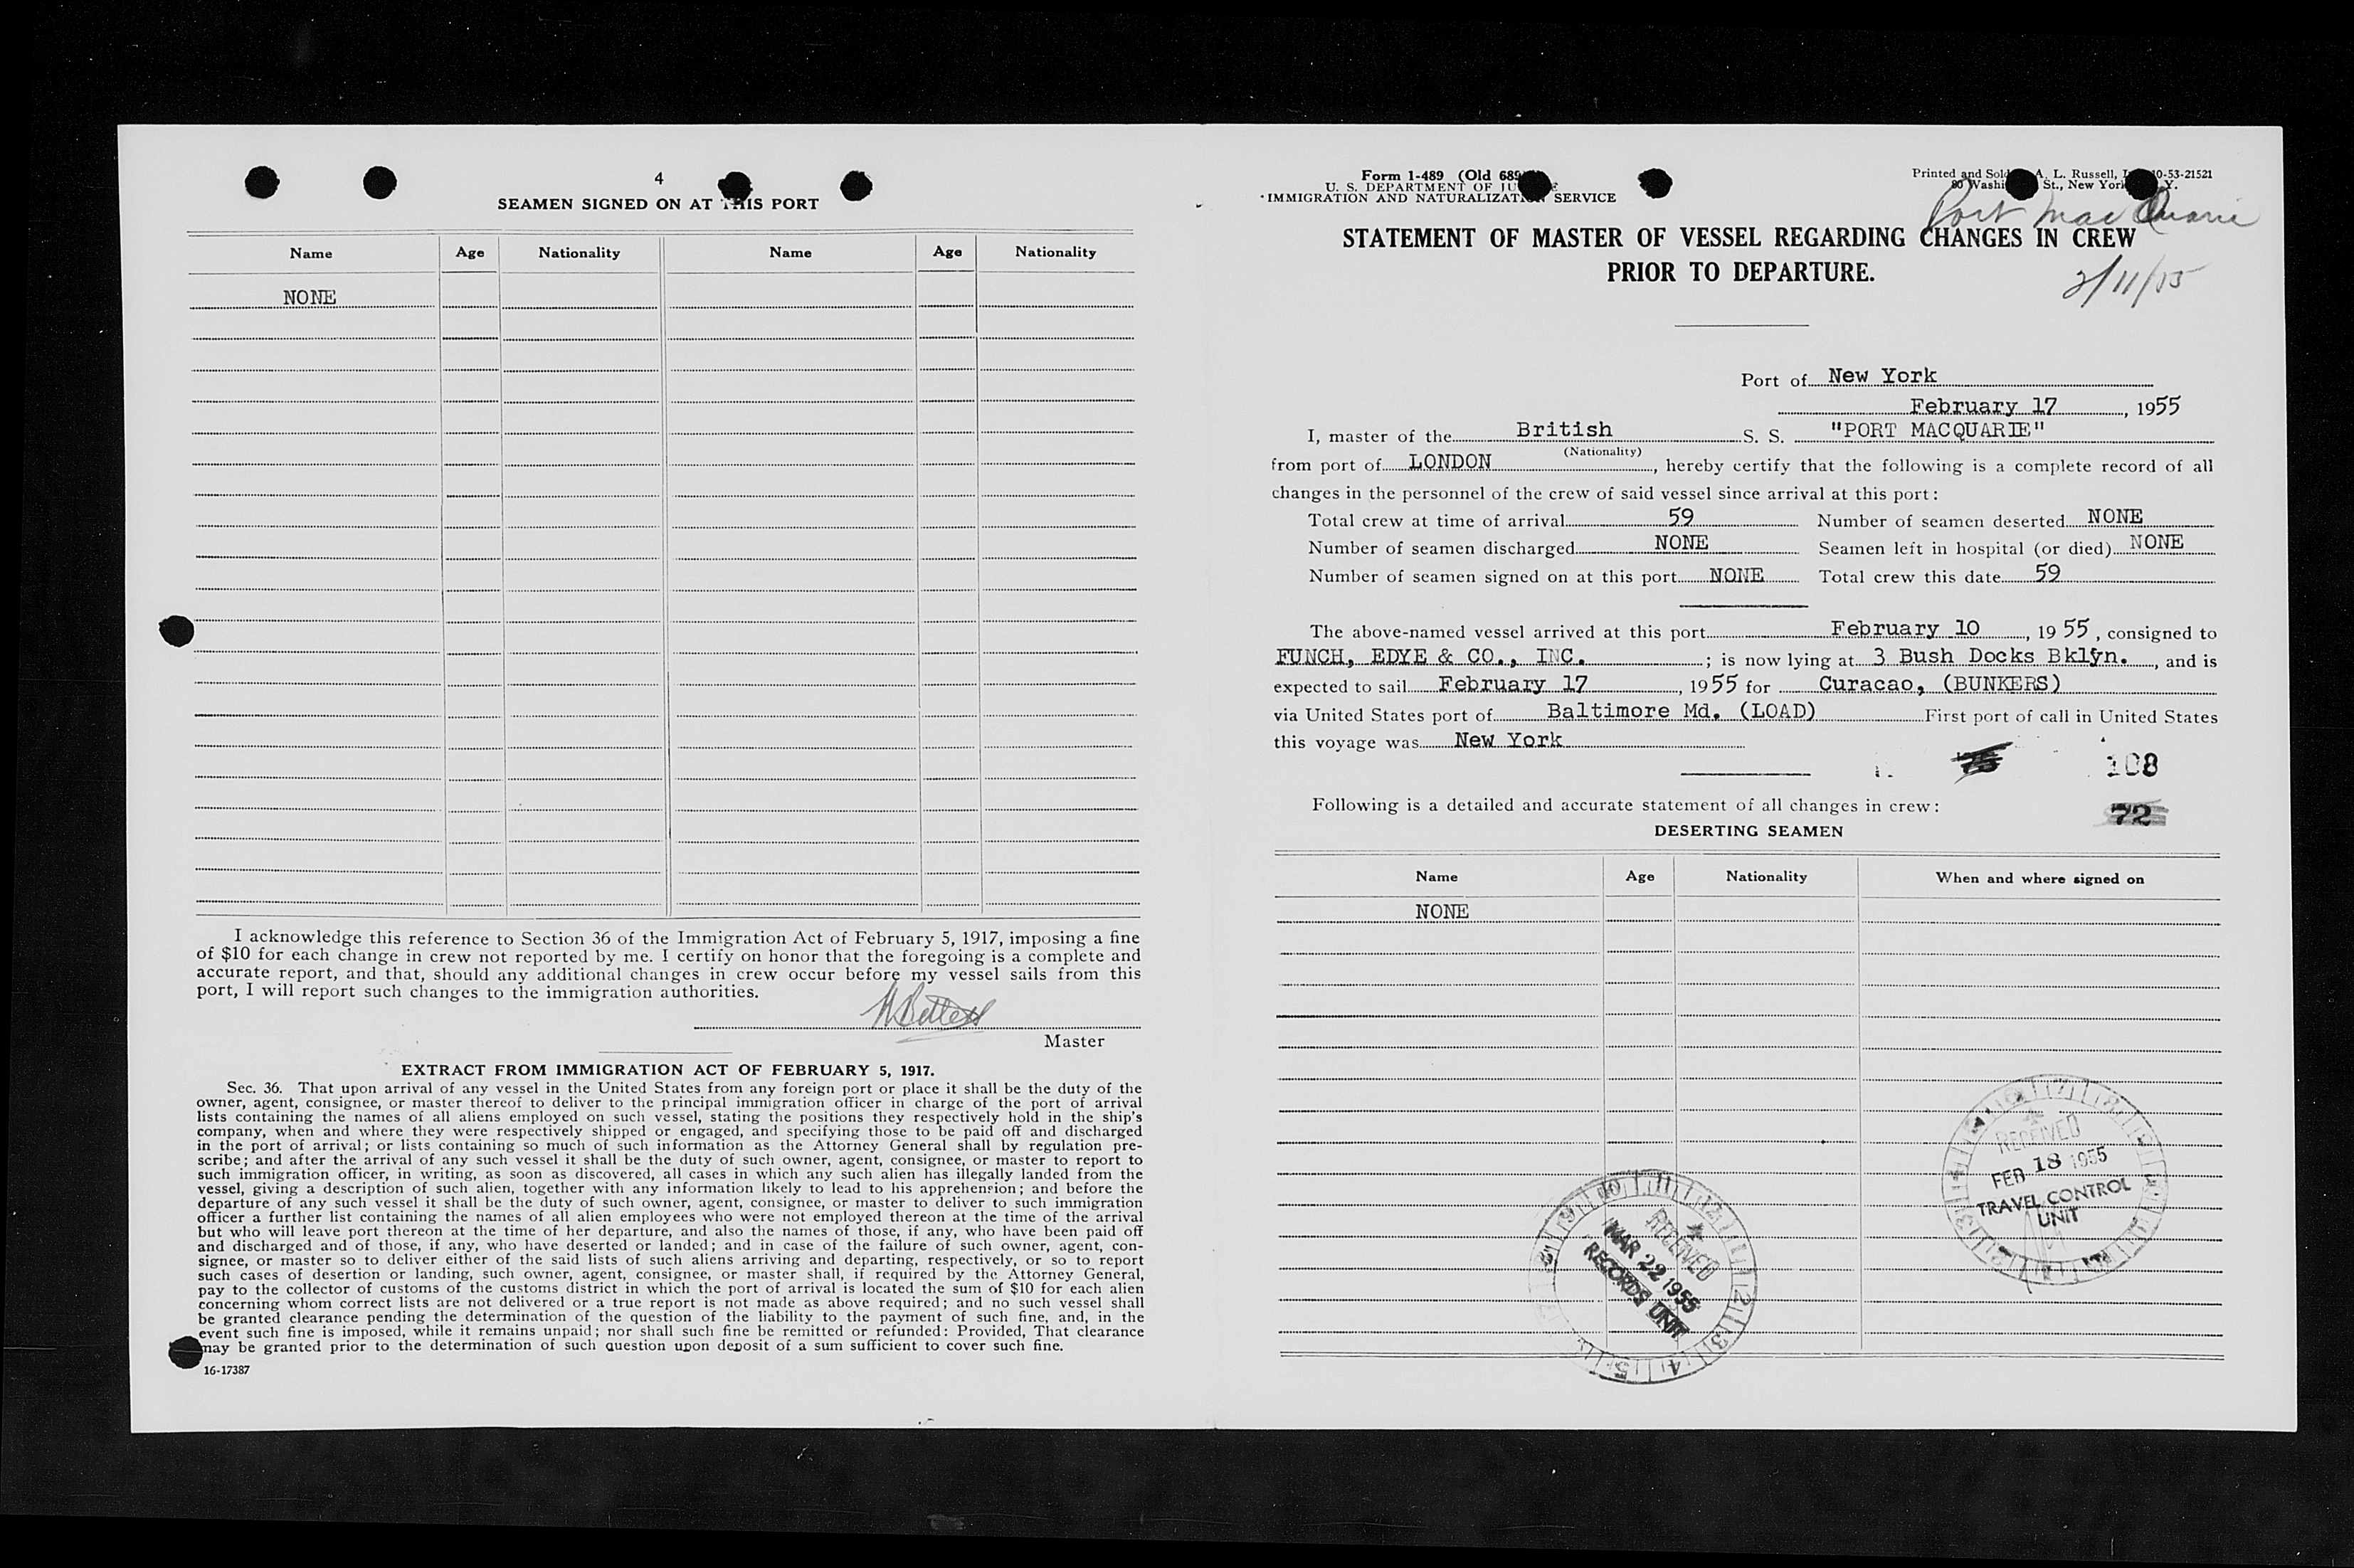 4
SEAMEN SIGNED ON AT THIS PORT
Name Age Nationality Name Age Nationality
NONE
I acknowledge this reference to Section 36 of the Immigration Act of February 5, 1917, imposing a fine
of $10 for each change in crew not reported by me. I certify on honor that the foregoing is a complete and
accurate report, and that, should any additional changes in crew occur before my vessel sails from this
port, I will report such changes to the immigration authorities.
Master
EXTRACT FROM IMMIGRATION ACT OF FEBRUARY 5, 1917.
Sec. 36. That upon arrival of any vessel in the United States from any foreign port or place it shall be the duty of the
owner, agent, consignee, or master thereof to deliver to the principal immigration officer in charge of the port of arrival
lists containing the names of all aliens employed on such vessel, stating the positions they respectively hold in the ship's
company, when and where they were respectively shipped or engaged, and specifying those to be paid off and discharged
in the port of arrival; or lists containing so much of such information as the Attorney General shall by regulation pre-
scribe; and after the arrival of any such vessel it shall be the duty of such owner, agent, consignee, or master to report to
such immigration officer, in writing, as soon as discovered, all cases in which any such alien has illegally landed from the
vessel, giving a description of such alien, together with any information likely to lead to his apprehension; and before the
departure of any such vessel it shall be the duty of such owner, agent, consignee, or master to deliver to such immigration
officer a further list containing the names of all alien employees who were not employed thereon at the time of the arrival
but who will leave port thereon at the time of her departure, and also the names of those, if any, who have been paid off
and discharged and of those, if any, who have deserted or landed; and in case of the failure of such owner, agent, con-
signee, or master so to deliver either of the said lists of such aliens arriving and departing, respectively, or so to report
such cases of desertion or landing, such owner, agent, consignee, or master shall, if required by the Attorney General,
pay to the collector of customs of the customs district in which the port of arrival is located the sum of $10 for each alien
concerning whom correct lists are not delivered or a true report is not made as above required; and no such vessel shall
be granted clearance pending the determination of the question of the liability to the payment of such fine, and, in the
event such fine is imposed, while it remains unpaid; nor shall such fine be remitted or refunded: Provided, That clearance
may be granted prior to the determination of such question upon deposit of a sum sufficient to cover such fine.
16-17387
Form 1-489 (Old 689
U. S. DEPARTMENT OF JU E
IMMIGRATION AND NATURALIZATION SERVICE
Printed and Sold A. L. Russell, 10-53-21521
80 Washi St., New York Y.
Port Mac Quarie
STATEMENT OF MASTER OF VESSEL REGARDING CHANGES IN CREW
PRIOR TO DEPARTURE.
2/11/55
Port of New York
February 17, 1955
I, master of the British S. S. "PORT MACQUARIE"
(Nationality)
from port of LONDON, hereby certify that the following is a complete record of all
changes in the personnel of the crew of said vessel since arrival at this port:
Total crew at time of arrival 59 Number of seamen deserted NONE
Number of seamen discharged NONE Seamen left in hospital (or died) NONE
Number of seamen signed on at this port NONE Total crew this date 59
The above-named vessel arrived at this port February 10, 1955, consigned to
FUNCH, EDYE & CO., INC.; is now lying at 3 Bush Docks Bklyn., and is
expected to sail February 17, 1955 for Curacao, (BUNKERS)
via United States port of Baltimore Md. (LOAD) First port of call in United States
this voyage was New York
75 108
Following is a detailed and accurate statement of all changes in crew:
72
DESERTING SEAMEN
Name Age Nationality When and where signed on
NONE
RECEIVED
FEB 18 1955
TRAVEL CONTROL
UNIT
RECEIVED
MAR 22 1955
RECORDS UNIT